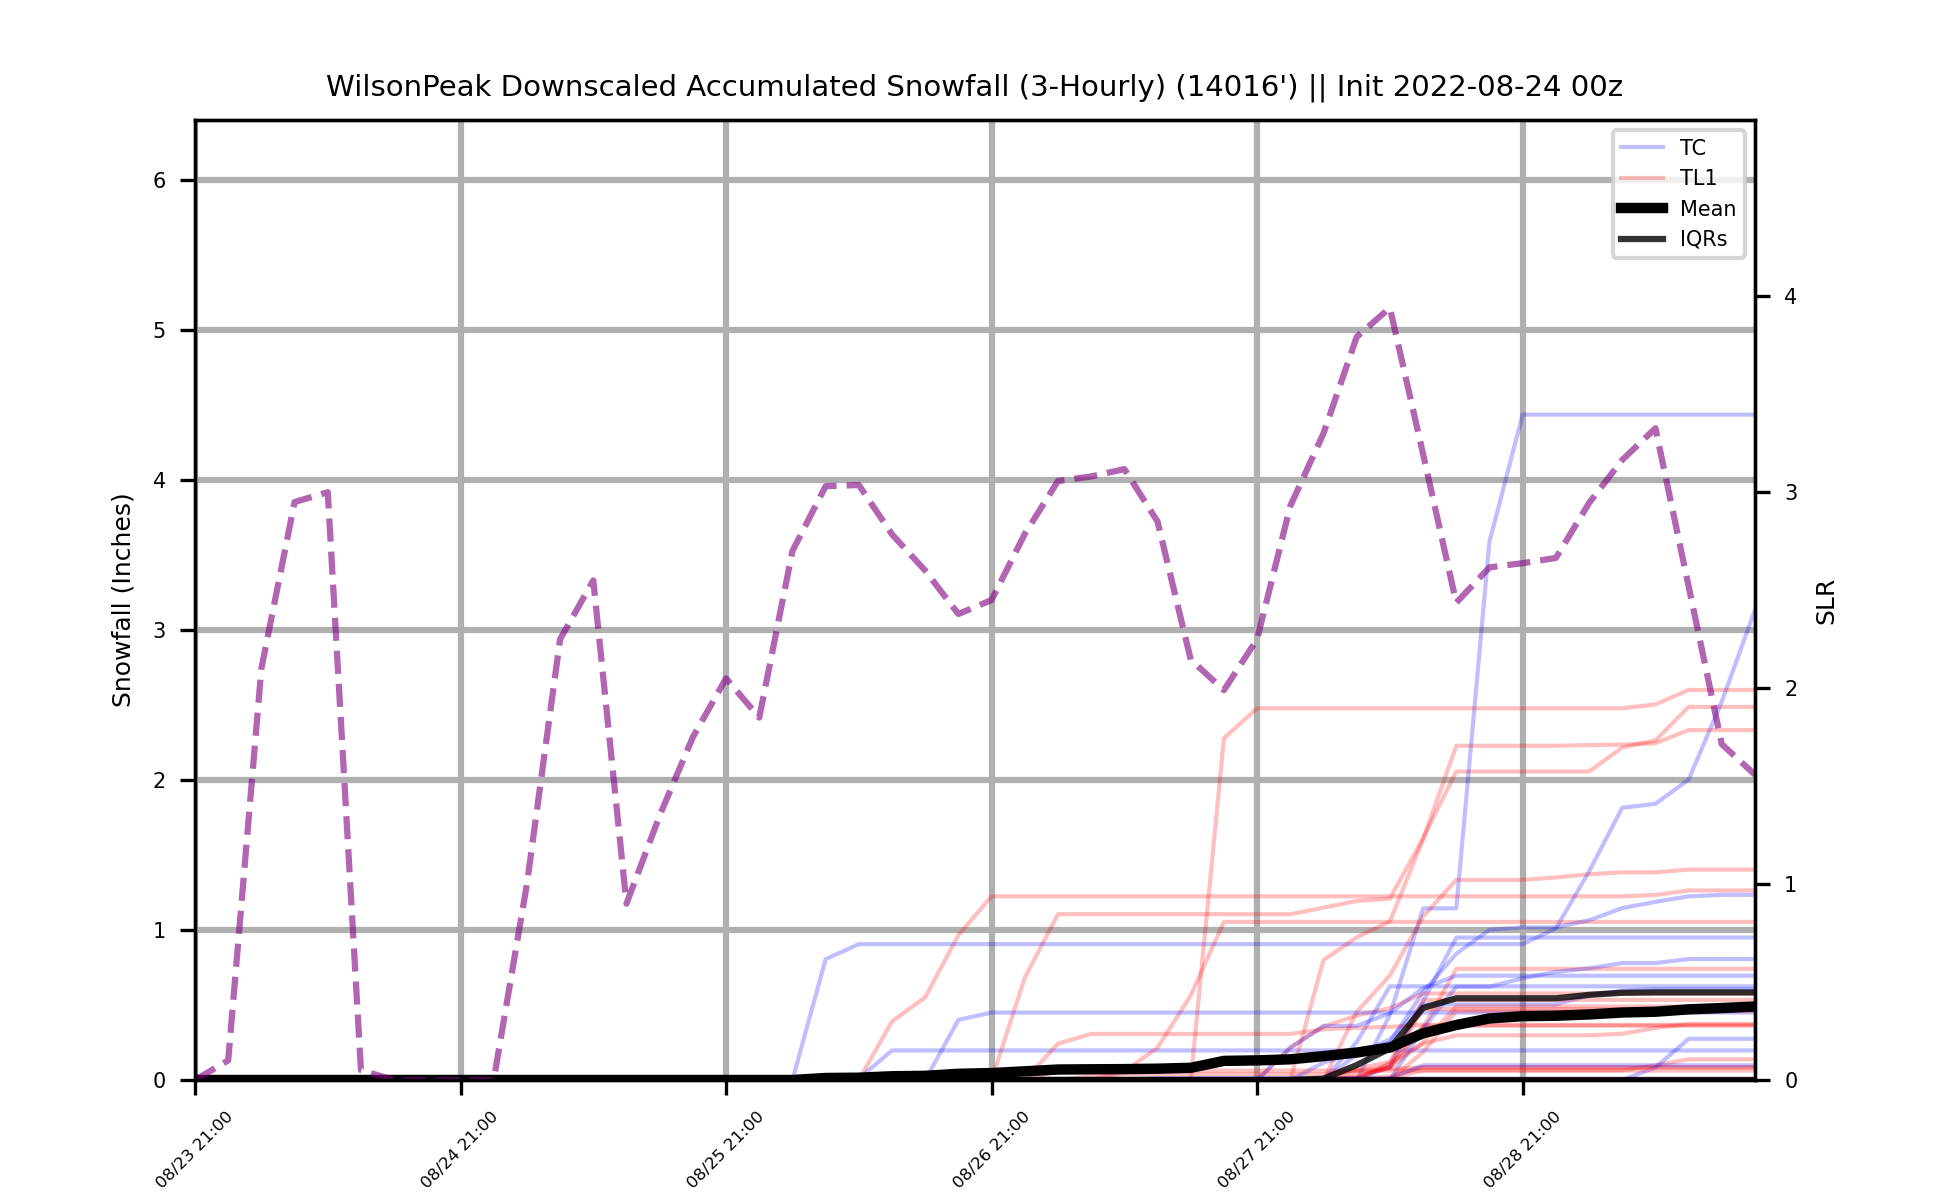 WilsonPeak Downscaled Accumulated Snowfall (3-Hourly) (14016') || Init 2022-08-24 00z
TC
TL1
Mean
IQRs
Snowfall (Inches)
6
5
4
3
2
1
0
SLR
4
3
2
1
0
08/23 21:00
08/24 21:00
08/25 21:00
08/26 21:00
08/27 21:00
08/28 21:00